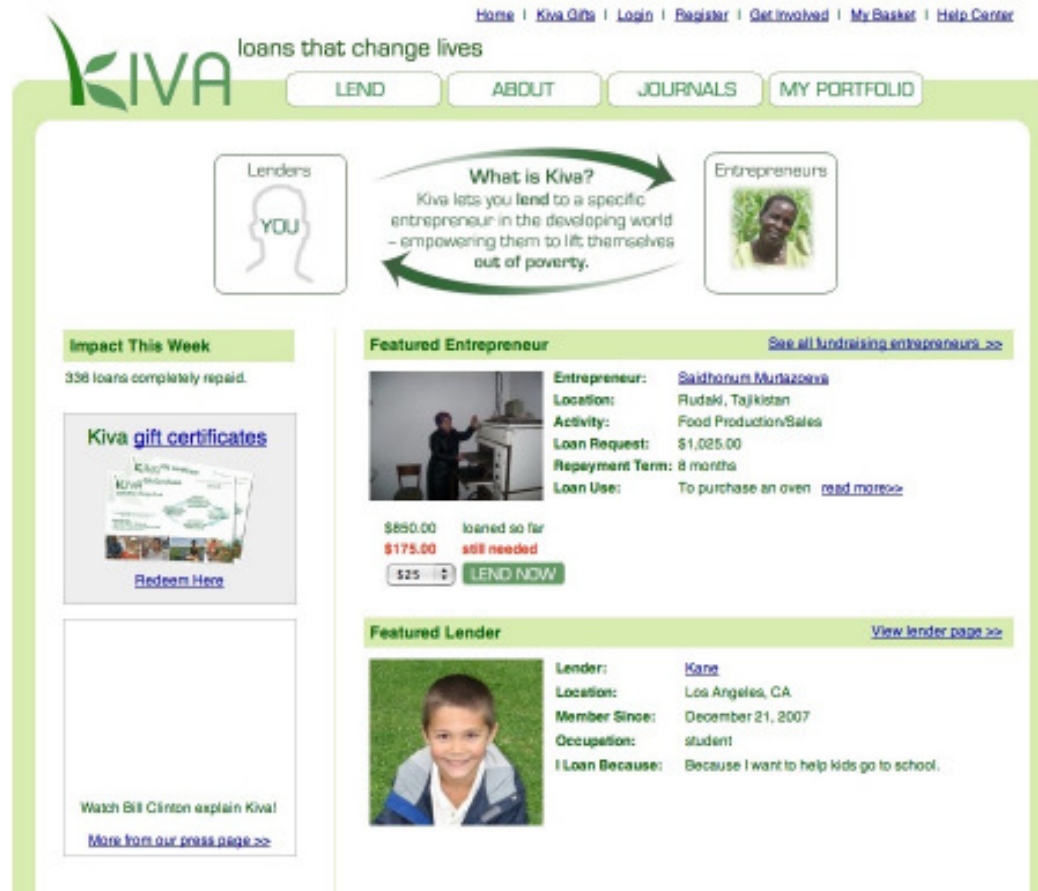 Home | Kiva Gifts | Login | Register | Get Involved | My Basket | Help Center
KIVA
loans that change lives
LEND
ABOUT
JOURNALS
MY PORTFOLIO
Lenders
YOU
What is Kiva?
Kiva lets you lend to a specific
entrepreneur in the developing world
– empowering them to lift themselves
out of poverty.
Entrepreneurs
Impact This Week
336 loans completely repaid.
Kiva gift certificates
KIVA
Redeem Here
Watch Bill Clinton explain Kiva!
More from our press page >>
Featured Entrepreneur
See all fundraising entrepreneurs >>
Entrepreneur: Saidhonum Murtazoeva
Location: Rudaki, Tajikistan
Activity: Food Production/Sales
Loan Request: $1,025.00
Repayment Term: 8 months
Loan Use: To purchase an oven read more>>
$850.00 loaned so far
$175.00 still needed
$25 LEND NOW
Featured Lender
View lender page >>
Lender: Kane
Location: Los Angeles, CA
Member Since: December 21, 2007
Occupation: student
I Loan Because: Because I want to help kids go to school.